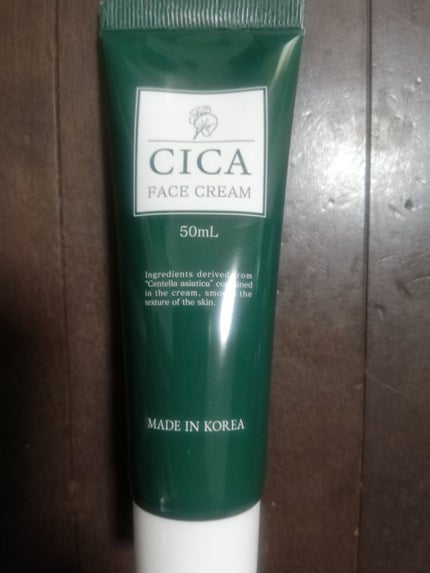 CICA
FACE CREAM
50mL
Ingredients derived from
"Centella asiatica" contained
in the cream, smooth the
texture of the skin.
MADE IN KOREA